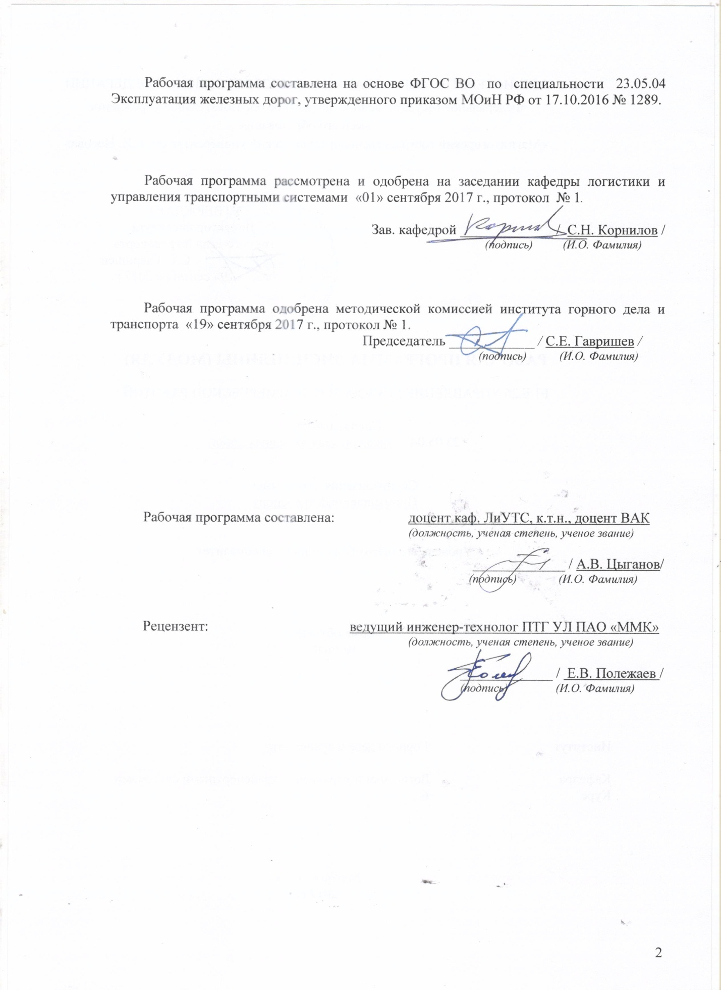 Рабочая программа составлена на основе ФГОС ВО по специальности 23.05.04
Эксплуатация железных дорог, утвержденного приказом МОиН РФ от 17.10.2016 № 1289.
Рабочая программа рассмотрена и одобрена на заседании кафедры логистики и
управления транспортными системами «01» сентября 2017 г., протокол № 1.
Зав. кафедрой _____________ / С.Н. Корнилов /
(подпись) (И.О. Фамилия)
Рабочая программа одобрена методической комиссией института горного дела и
транспорта «19» сентября 2017 г., протокол № 1.
Председатель ____________ / С.Е. Гавришев /
(подпись) (И.О. Фамилия)
Рабочая программа составлена: доцент каф. ЛиУТС, к.т.н., доцент ВАК
(должность, ученая степень, ученое звание)
_____________ / А.В. Цыганов/
(подпись) (И.О. Фамилия)
Рецензент: ведущий инженер-технолог ПТГ УЛ ПАО «ММК»
(должность, ученая степень, ученое звание)
_____________ / Е.В. Полежаев /
(подпись) (И.О. Фамилия)
2